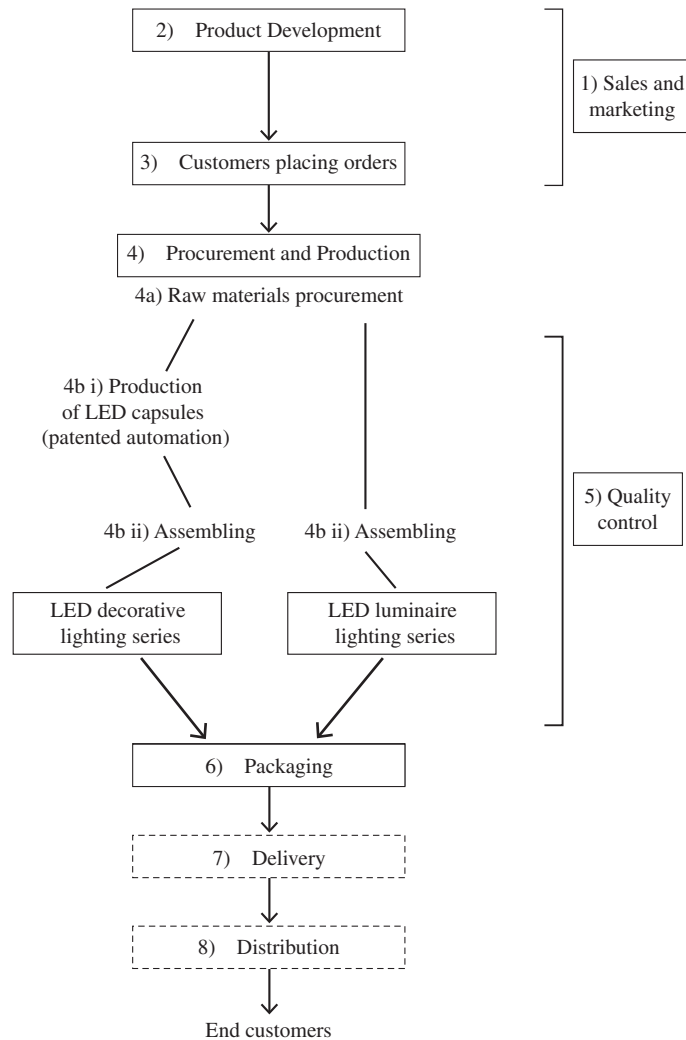 2) Product Development
1) Sales and
marketing
3) Customers placing orders
4) Procurement and Production
4a) Raw materials procurement
4b i) Production
of LED capsules
(patented automation)
5) Quality
control
4b ii) Assembling
4b ii) Assembling
LED decorative
lighting series
LED luminaire
lighting series
6) Packaging
7) Delivery
8) Distribution
End customers